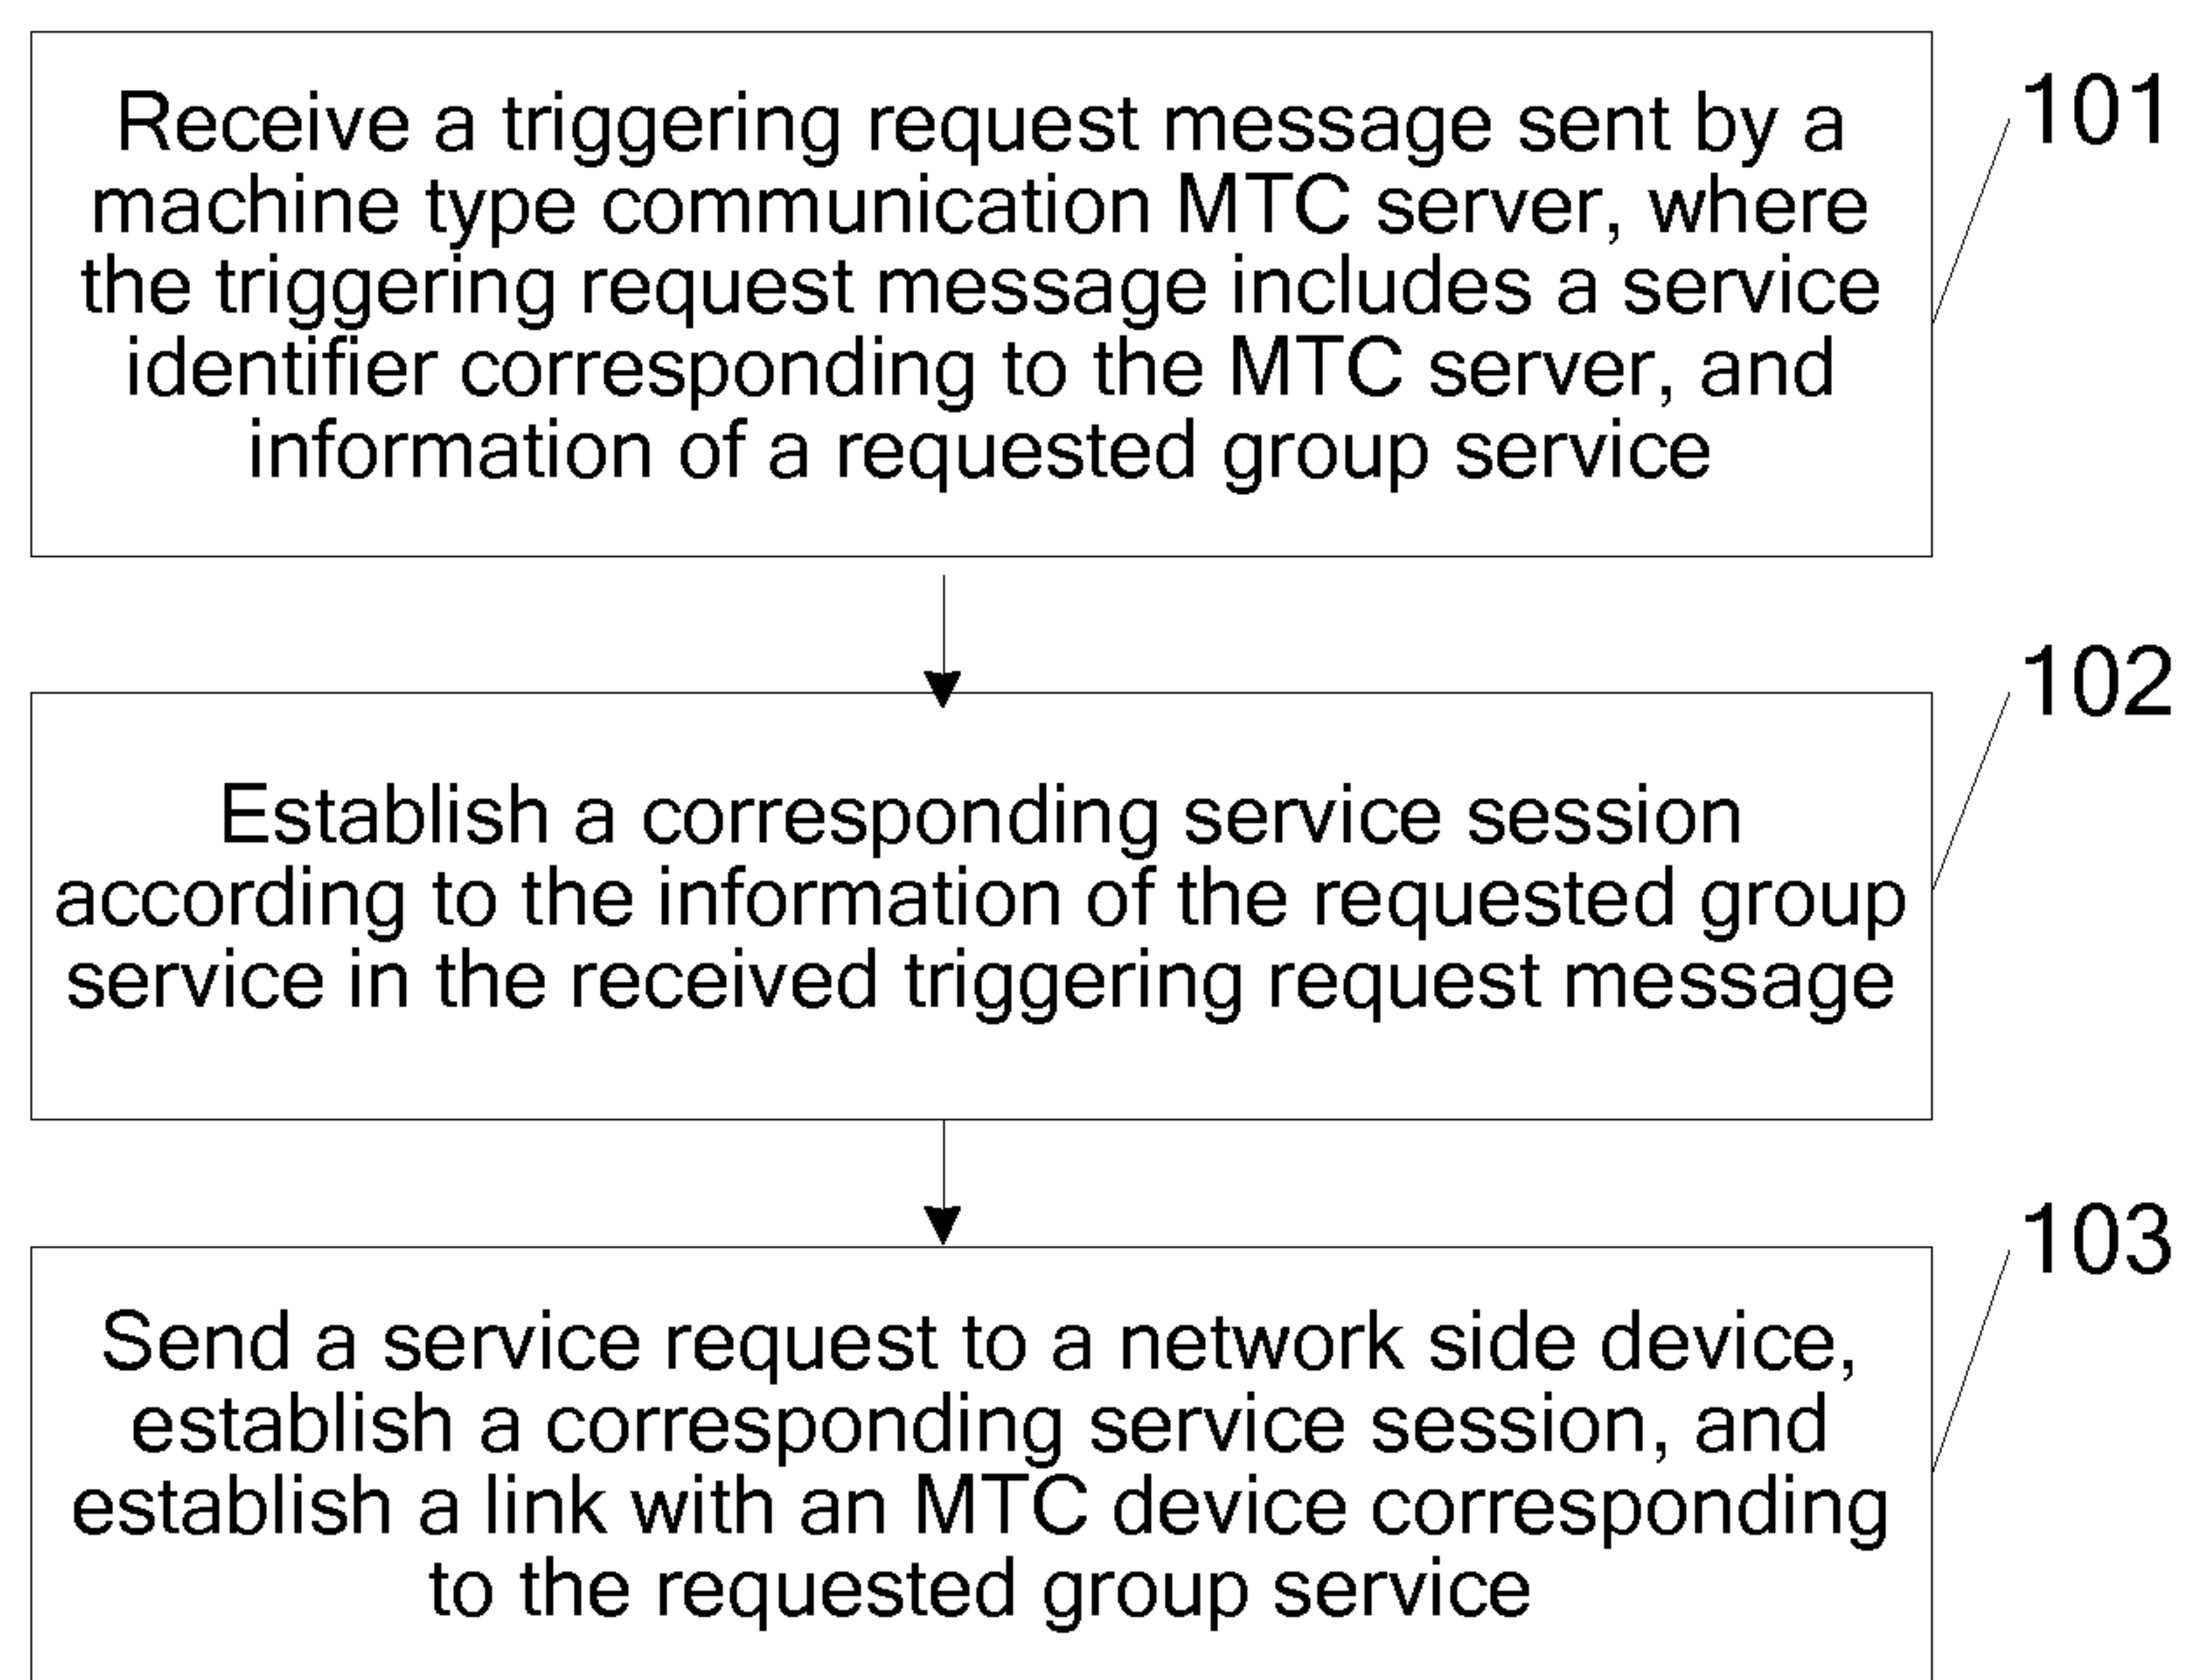 Receive a triggering request message sent by a
machine type communication MTC server, where
the triggering request message includes a service
identifier corresponding to the MTC server, and
information of a requested group service
101
Establish a corresponding service session
according to the information of the requested group
service in the received triggering request message
102
Send a service request to a network side device,
establish a corresponding service session, and
establish a link with an MTC device corresponding
to the requested group service
103